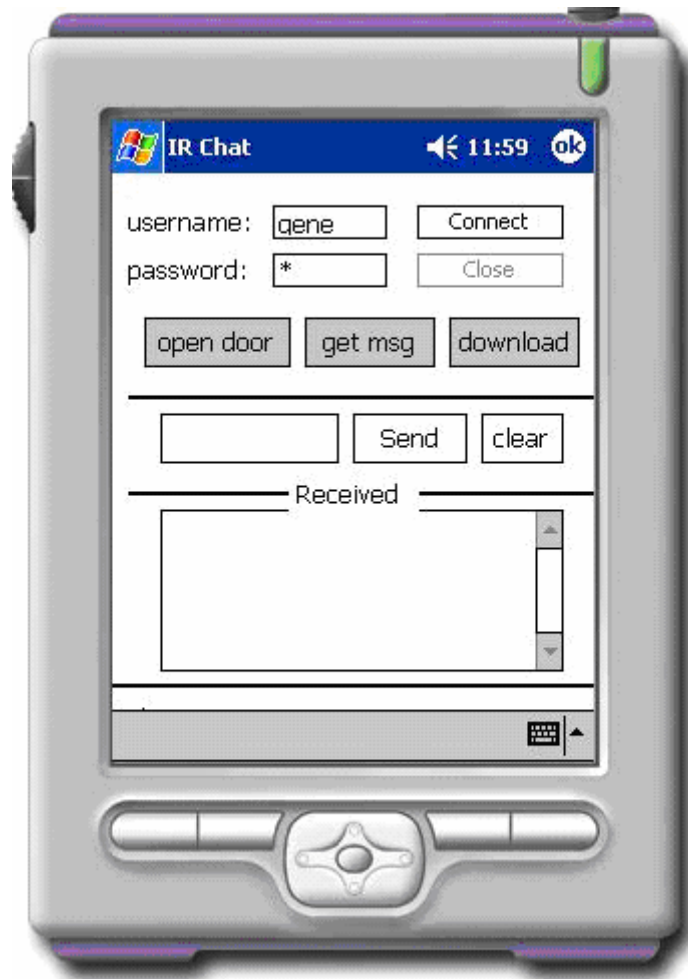 IR Chat 11:59 ok
username: gene Connect
password: * Close
open door get msg download
Send clear
Received